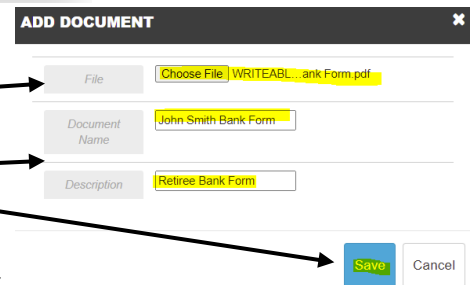 ADD DOCUMENT ✖
File Choose File WRITEABL...ank Form.pdf
Document Name John Smith Bank Form
Description Retiree Bank Form
Save Cancel